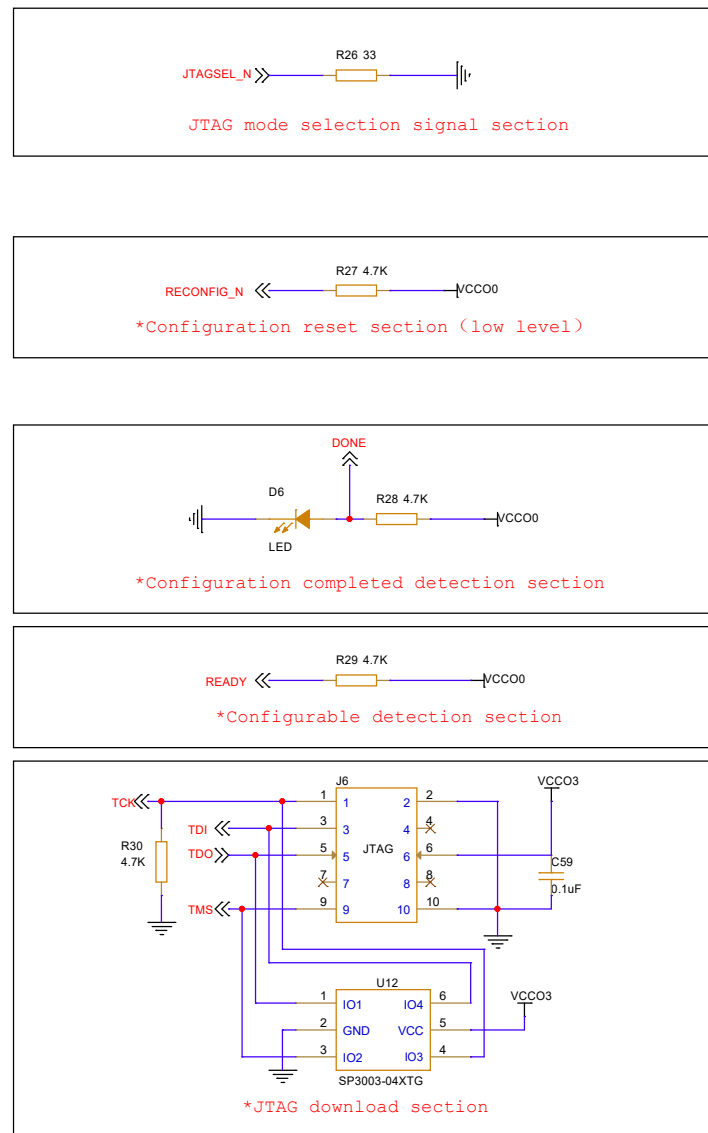 R26 33
JTAGSEL_N
JTAG mode selection signal section
R27 4.7K
RECONFIG_N
VCCO0
*Configuration reset section（low level）
DONE
D6
R28 4.7K
VCCO0
LED
*Configuration completed detection section
R29 4.7K
READY
VCCO0
*Configurable detection section
J6
VCCO3
TCK
1 1 2 2
TDI
3 3 4 4
R30
4.7K
TDO
5 5 JTAG 6 6
C59
0.1uF
7 7 8 8
TMS
9 9 10 10
U12
1 IO1 IO4 6
VCCO3
2 GND VCC 5
3 IO2 IO3 4
SP3003-04XTG
*JTAG download section